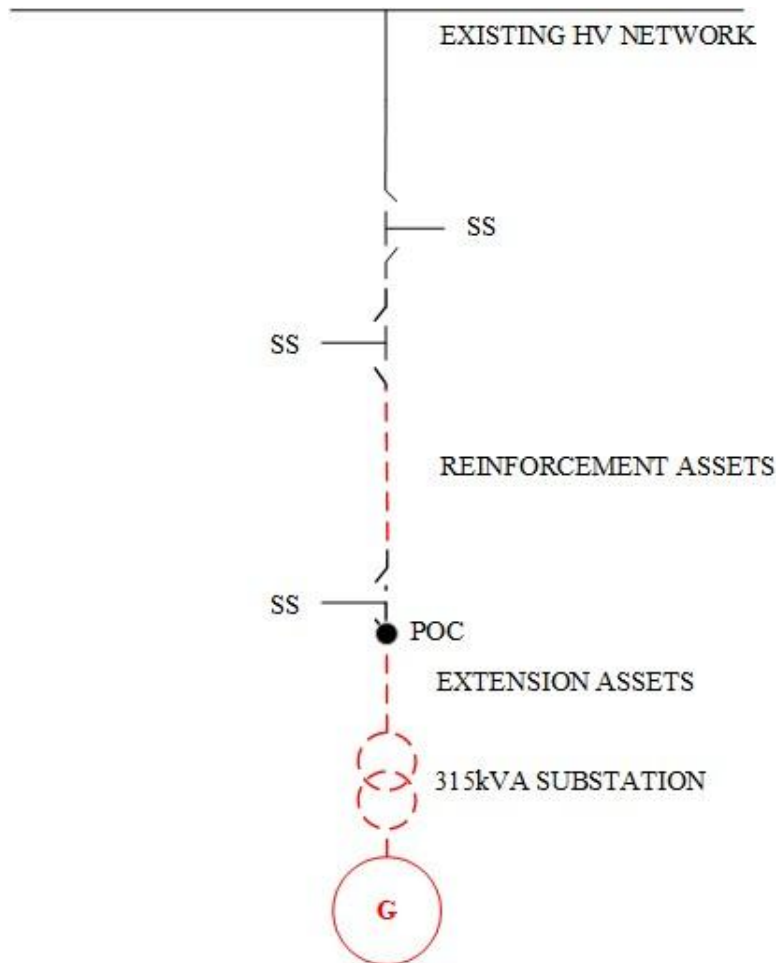 EXISTING HV NETWORK
SS
SS
REINFORCEMENT ASSETS
SS
POC
EXTENSION ASSETS
315kVA SUBSTATION
G